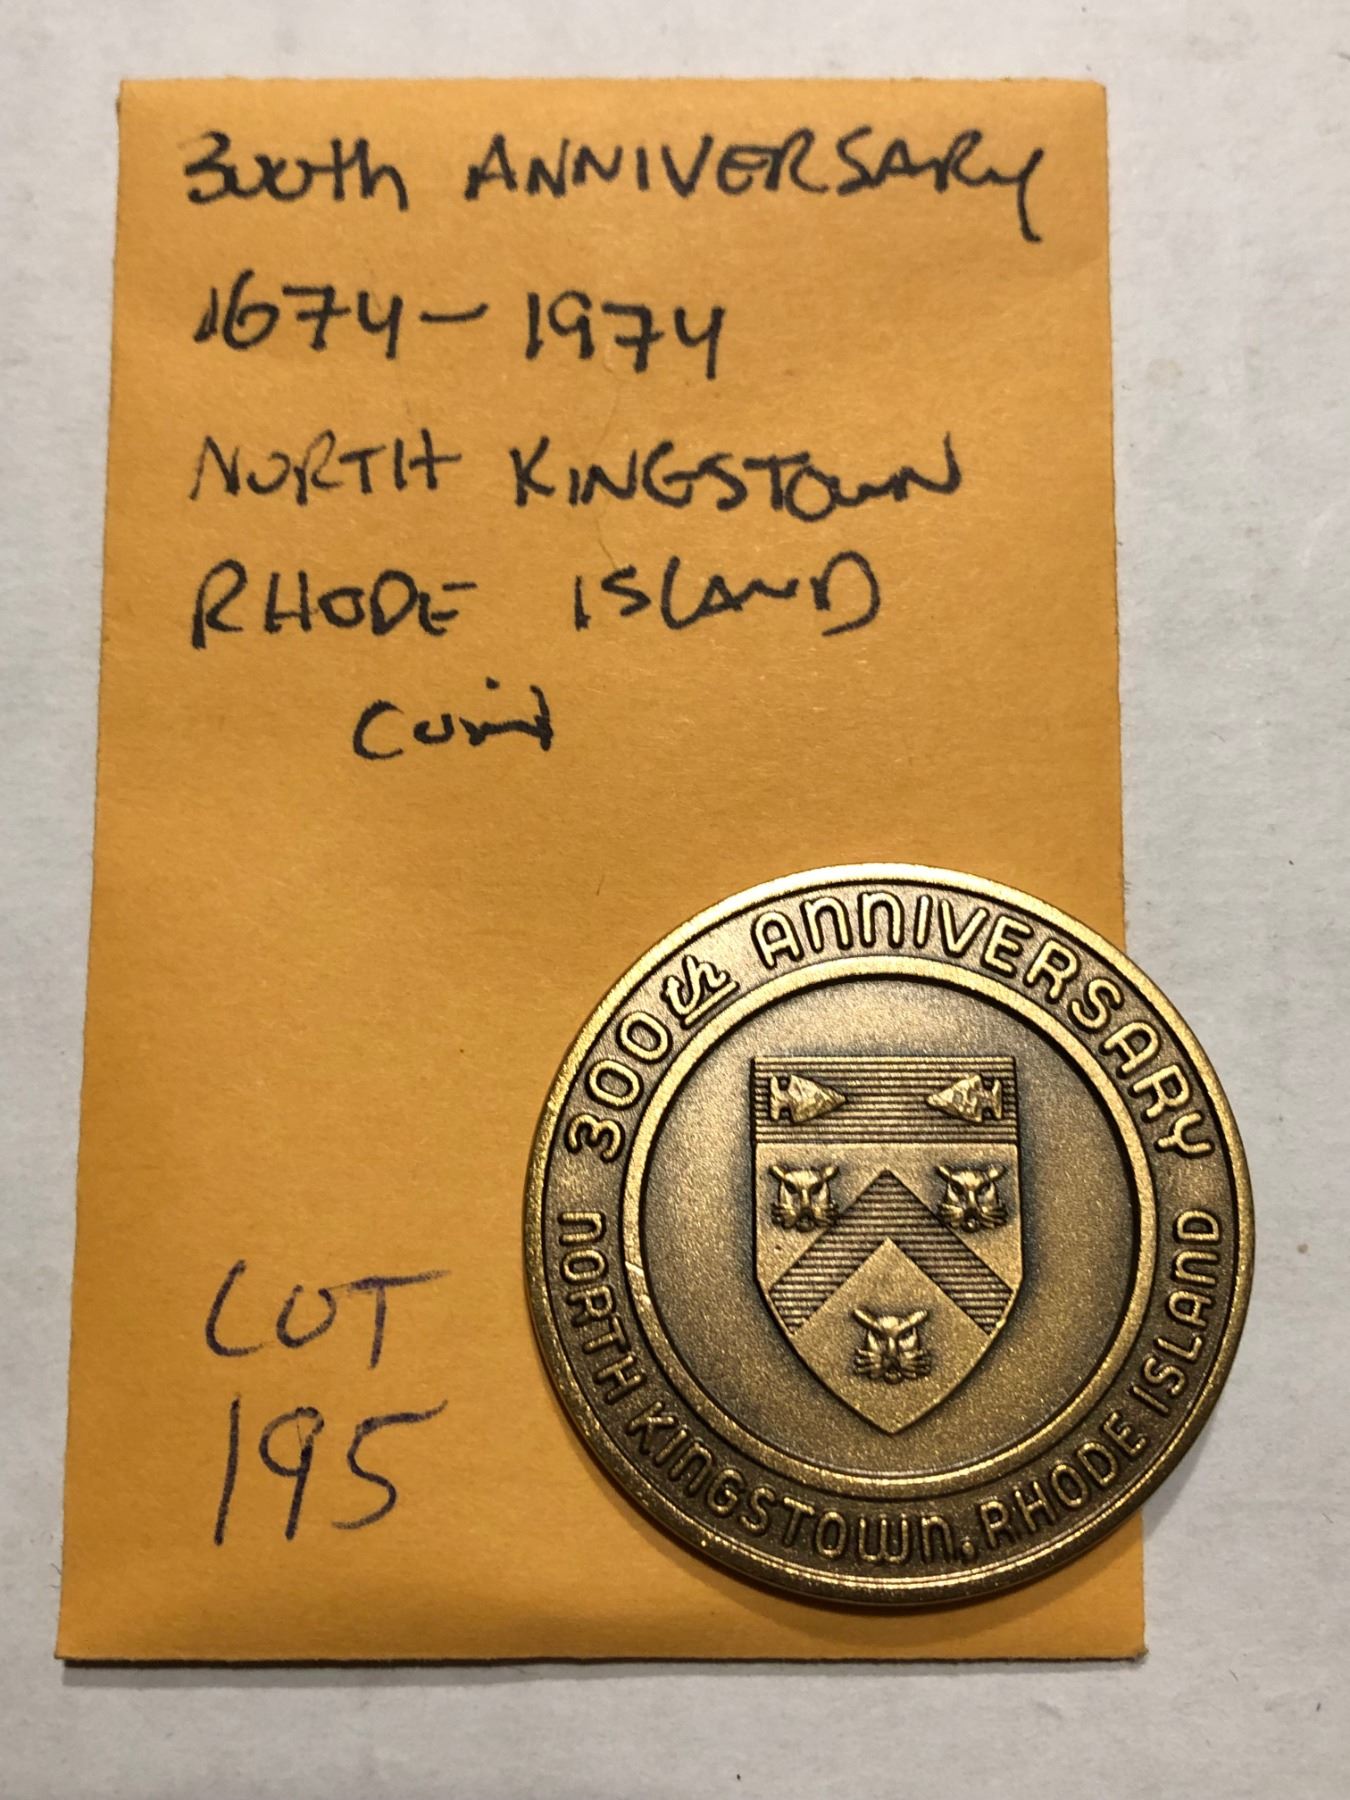 300th ANNIVERSARY
1674-1974
NORTH KINGSTOWN
RHODE ISLAND
COIN
LOT
195
300th ANNIVERSARY
NORTH KINGSTOWN, RHODE ISLAND